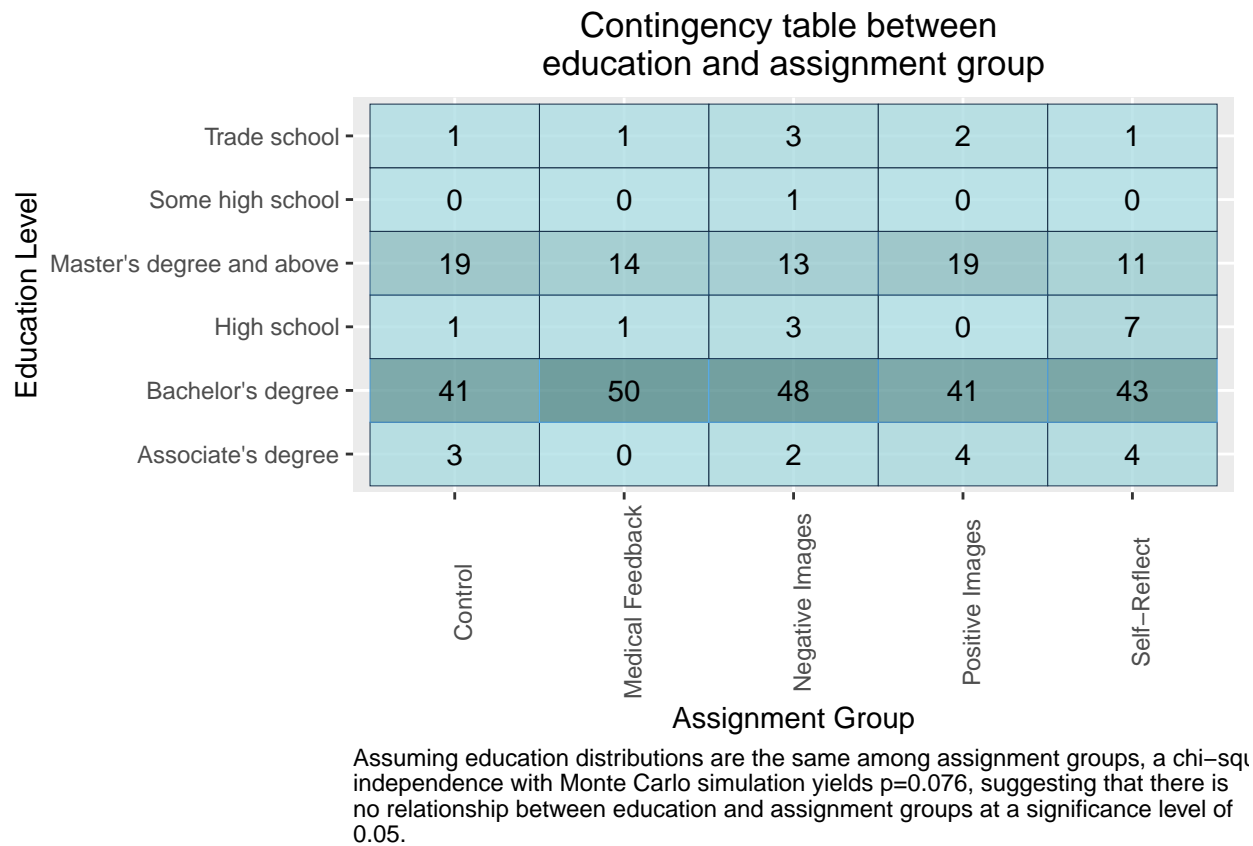 Contingency table between
education and assignment group
Education Level
Trade school 1 1 3 2 1
Some high school 0 0 1 0 0
Master's degree and above 19 14 13 19 11
High school 1 1 3 0 7
Bachelor's degree 41 50 48 41 43
Associate's degree 3 0 2 4 4
Control Medical Feedback Negative Images Positive Images Self−Reflect
Assignment Group
Assuming education distributions are the same among assignment groups, a chi−squ
independence with Monte Carlo simulation yields p=0.076, suggesting that there is
no relationship between education and assignment groups at a significance level of
0.05.